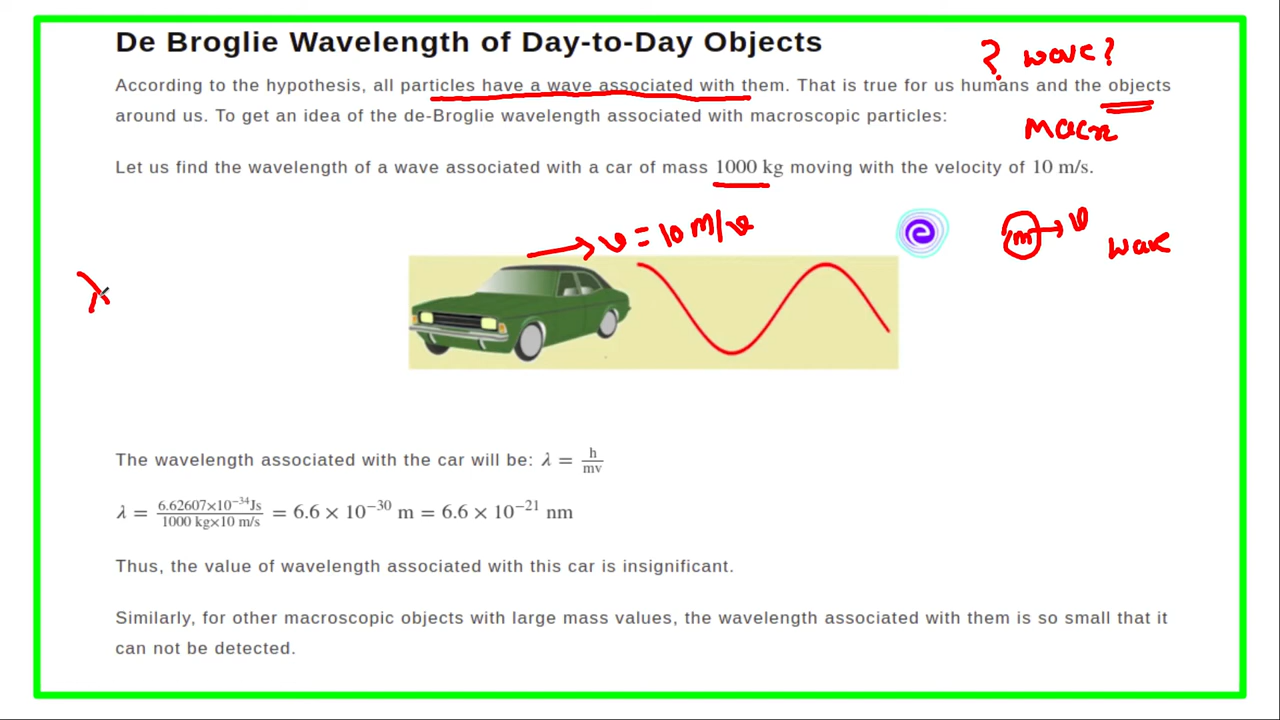 De Broglie Wavelength of Day-to-Day Objects
? wave?
According to the hypothesis, all particles have a wave associated with them. That is true for us humans and the objects
around us. To get an idea of the de-Broglie wavelength associated with macroscopic particles:
macr
Let us find the wavelength of a wave associated with a car of mass 1000 kg moving with the velocity of 10 m/s.
v = 10 m/s
m v
wave
λ
The wavelength associated with the car will be: λ = h/mv
λ = 6.62607×10⁻³⁴Js / 1000 kg×10 m/s = 6.6 × 10⁻³⁰ m = 6.6 × 10⁻²¹ nm
Thus, the value of wavelength associated with this car is insignificant.
Similarly, for other macroscopic objects with large mass values, the wavelength associated with them is so small that it
can not be detected.